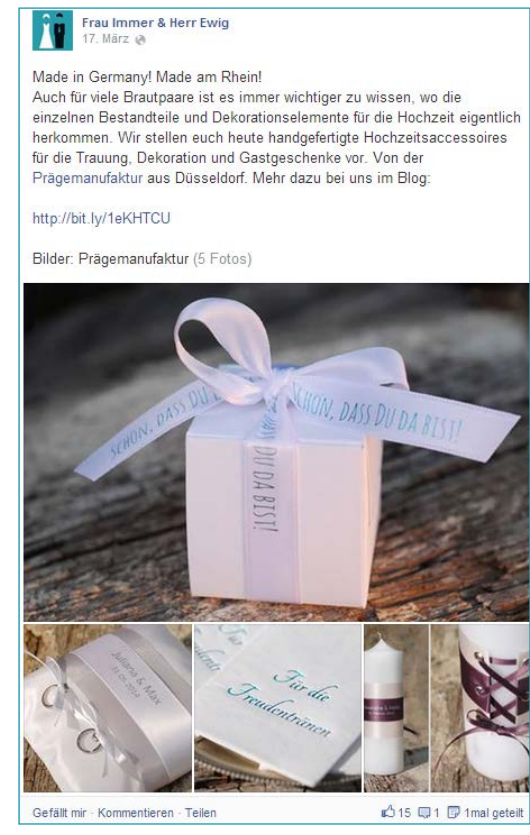 Frau Immer & Herr Ewig
17. März
Made in Germany! Made am Rhein!
Auch für viele Brautpaare ist es immer wichtiger zu wissen, wo die
einzelnen Bestandteile und Dekorationselemente für die Hochzeit eigentlich
herkommen. Wir stellen euch heute handgefertigte Hochzeitsaccessoires
für die Trauung, Dekoration und Gastgeschenke vor. Von der
Prägemanufaktur aus Düsseldorf. Mehr dazu bei uns im Blog:
http://bit.ly/1eKHTCU
Bilder: Prägemanufaktur (5 Fotos)
SCHÖN, DASS DU
SCHÖN, DASS DU DA BIST!
DU DA BIST!
Juliana & Max
Für
Für die
Freudentränen
Gefällt mir · Kommentieren · Teilen
15 1 1mal geteilt